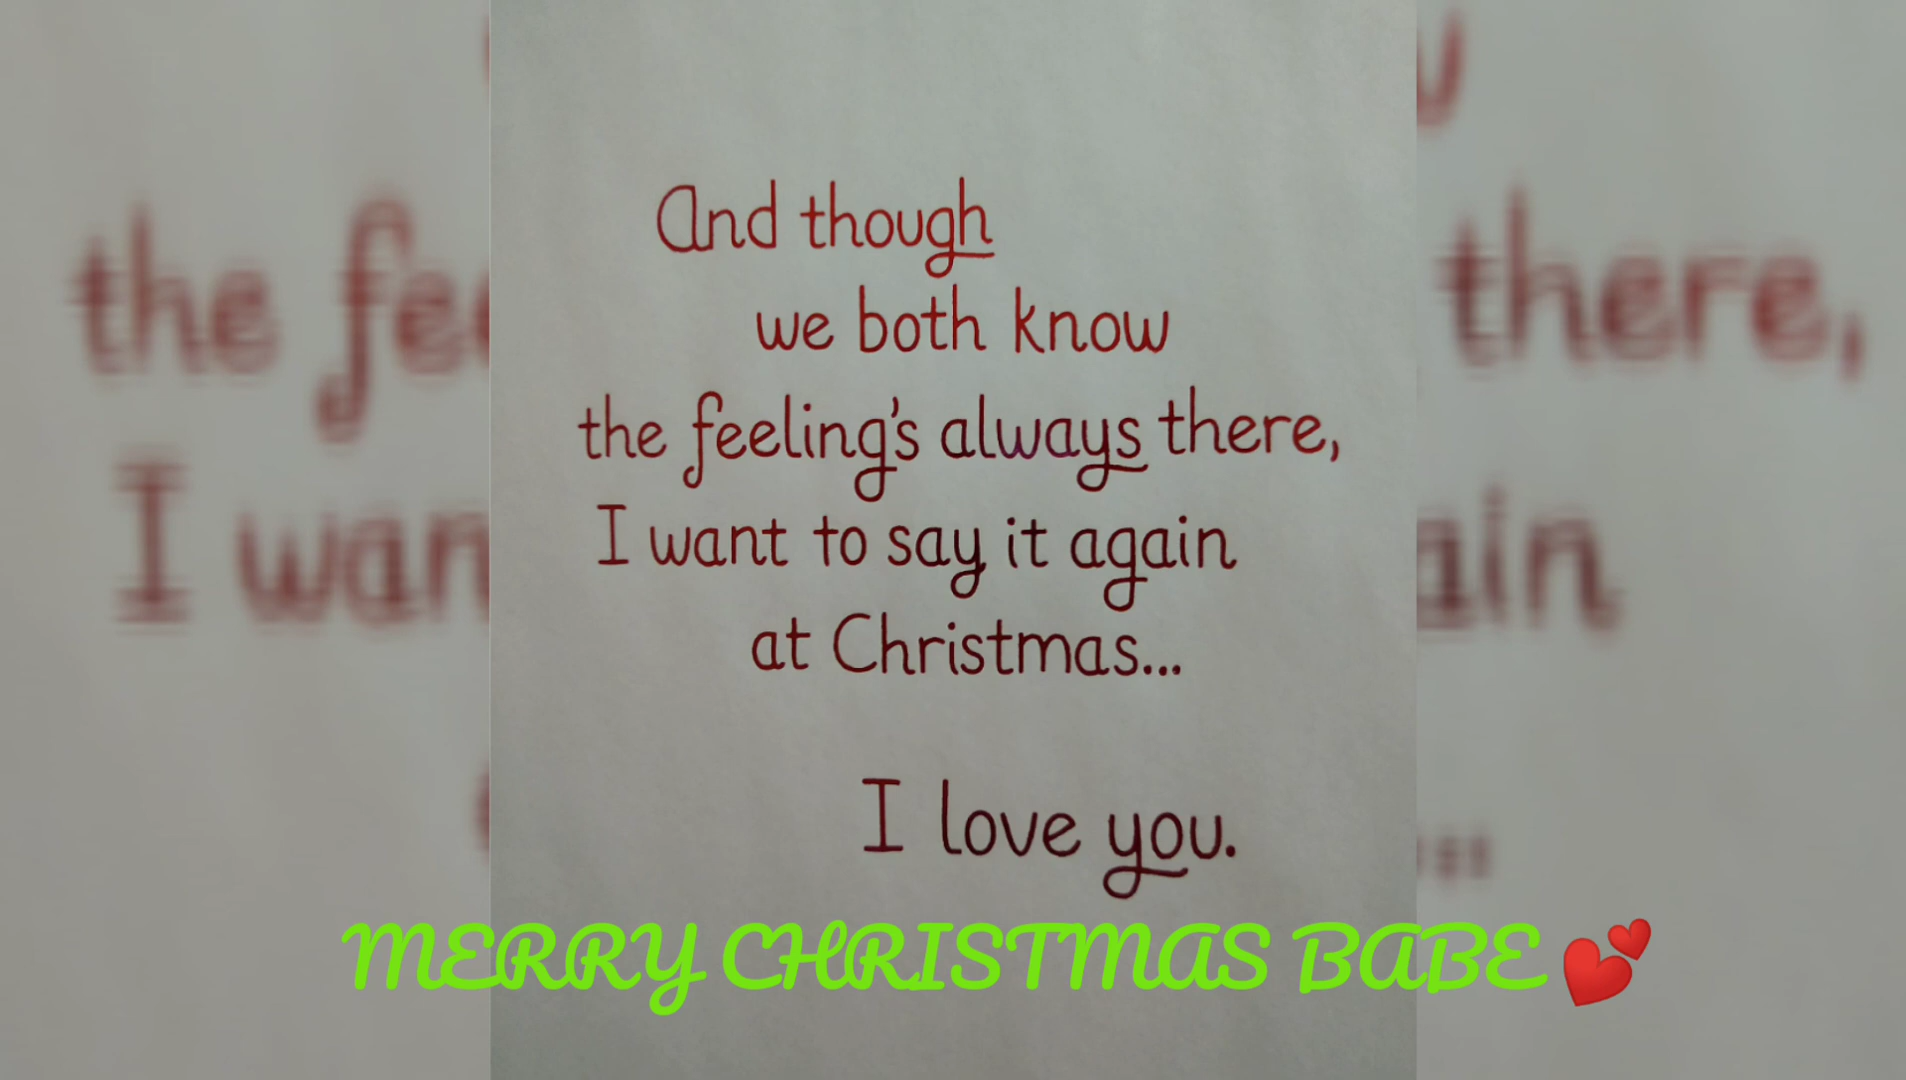 And though
we both know
the feeling's always there,
I want to say it again
at Christmas...
I love you.
MERRY CHRISTMAS BABE💕